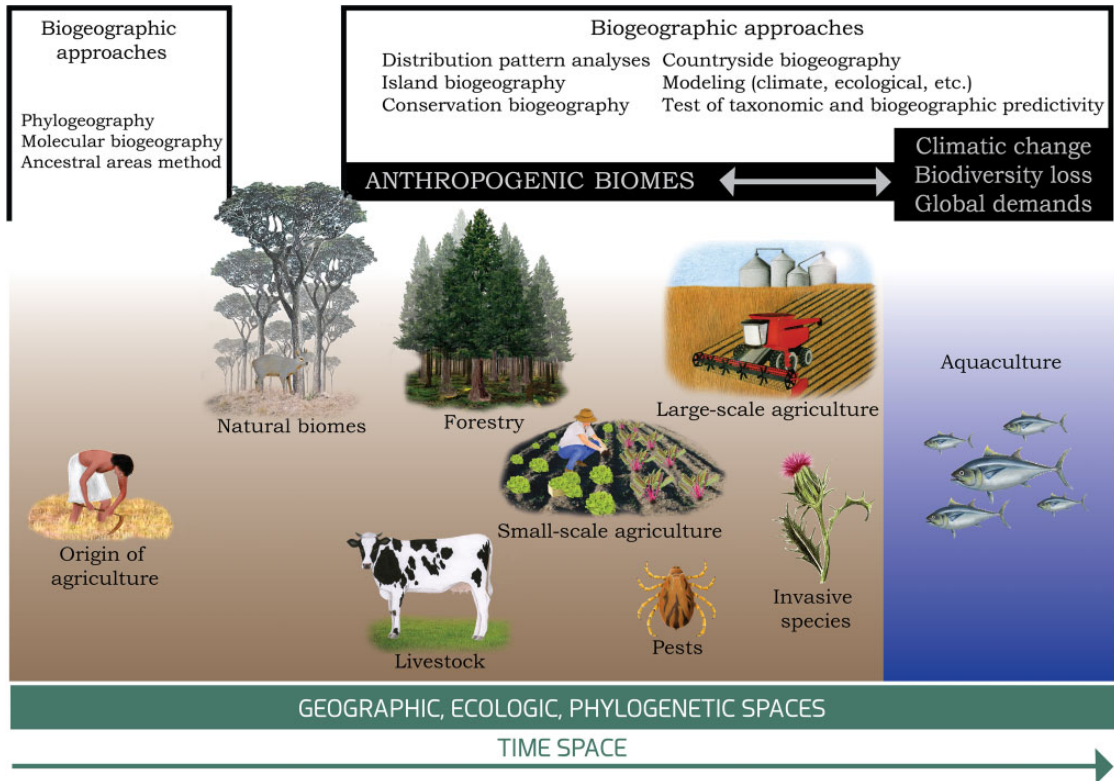 Biogeographic
approaches
Phylogeography
Molecular biogeography
Ancestral areas method
Biogeographic approaches
Distribution pattern analyses
Island biogeography
Conservation biogeography
Countryside biogeography
Modeling (climate, ecological, etc.)
Test of taxonomic and biogeographic predictivity
ANTHROPOGENIC BIOMES
Climatic change
Biodiversity loss
Global demands
Natural biomes
Forestry
Large-scale agriculture
Aquaculture
Origin of
agriculture
Small-scale agriculture
Livestock
Pests
Invasive
species
GEOGRAPHIC, ECOLOGIC, PHYLOGENETIC SPACES
TIME SPACE